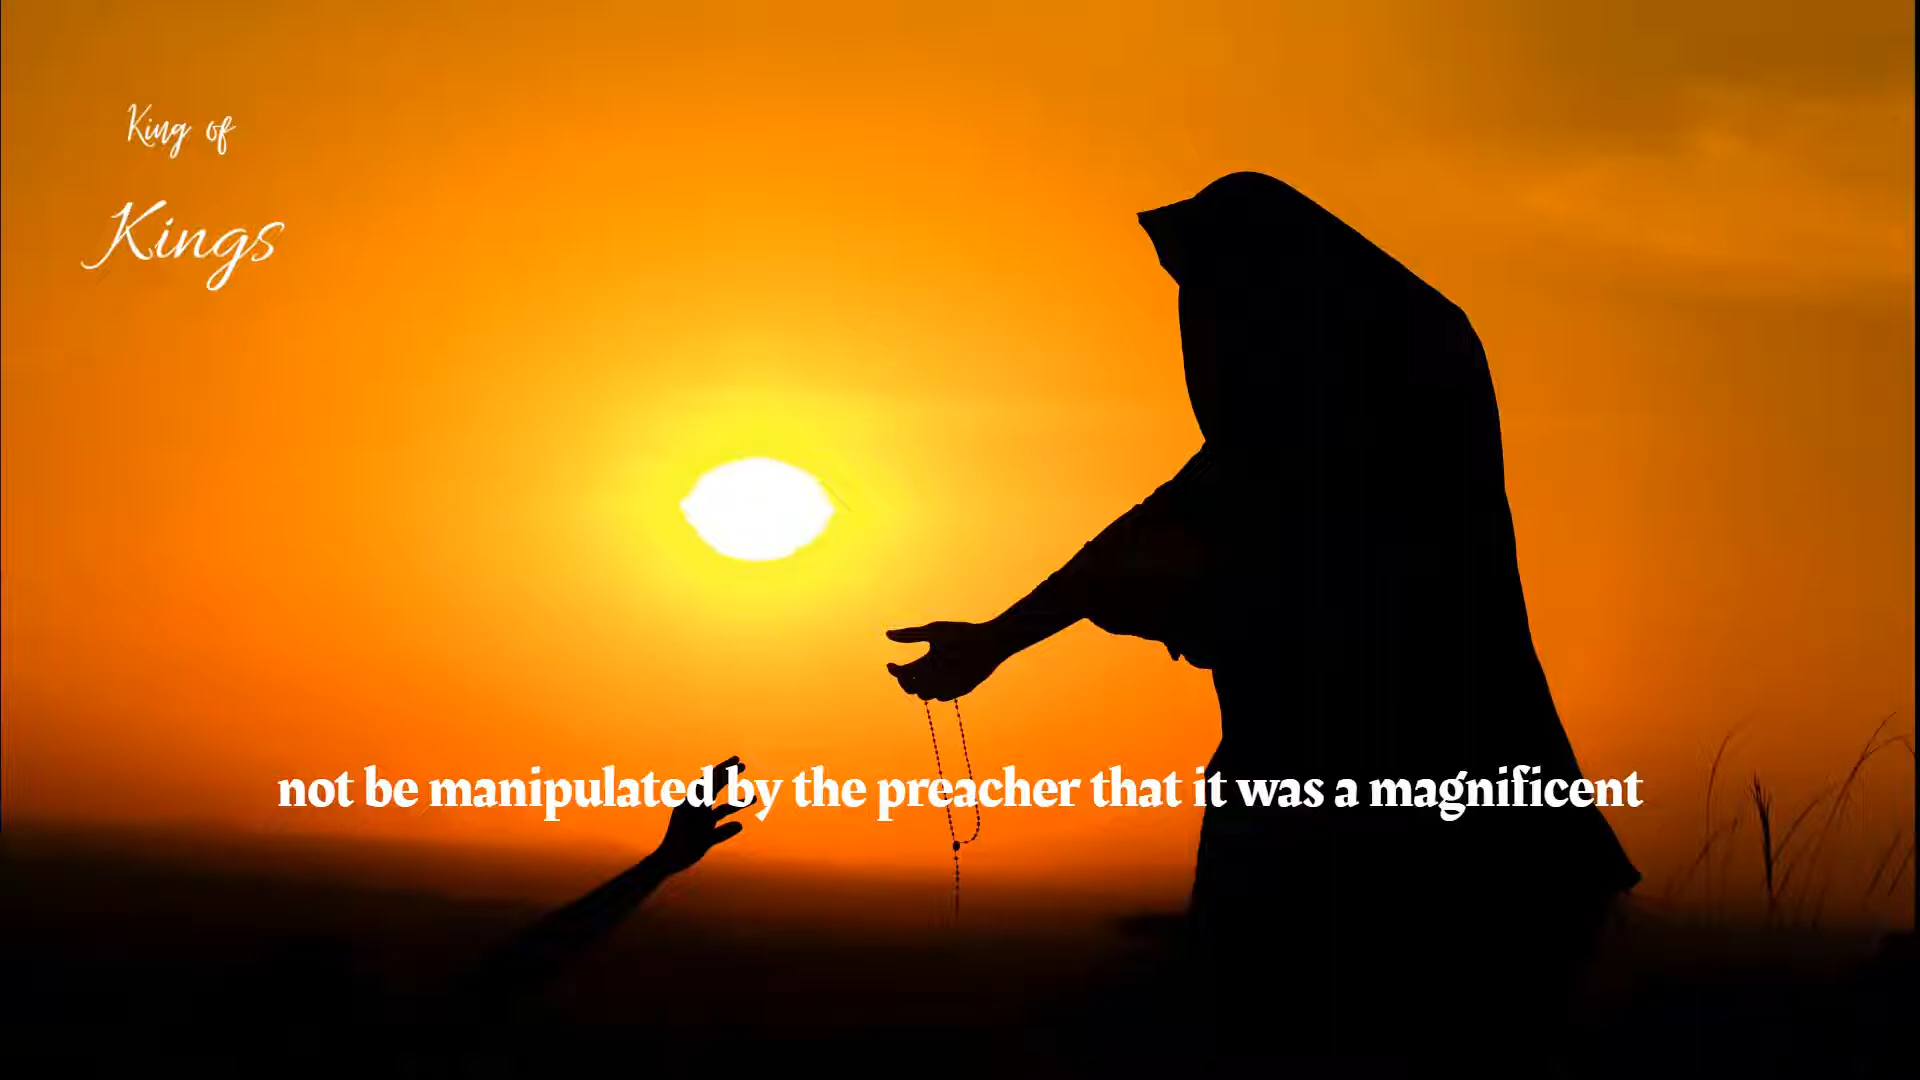 King of
Kings
not be manipulated by the preacher that it was a magnificent